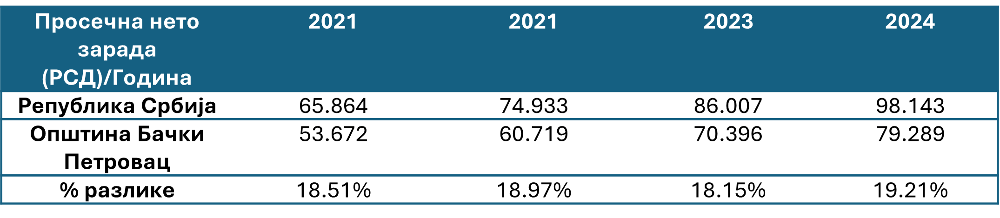 Просечна нето 2021 2021 2023 2024
зарада
(РСД)/Година
Република Србија 65.864 74.933 86.007 98.143
Општина Бачки 53.672 60.719 70.396 79.289
Петровац
% разлике 18.51% 18.97% 18.15% 19.21%